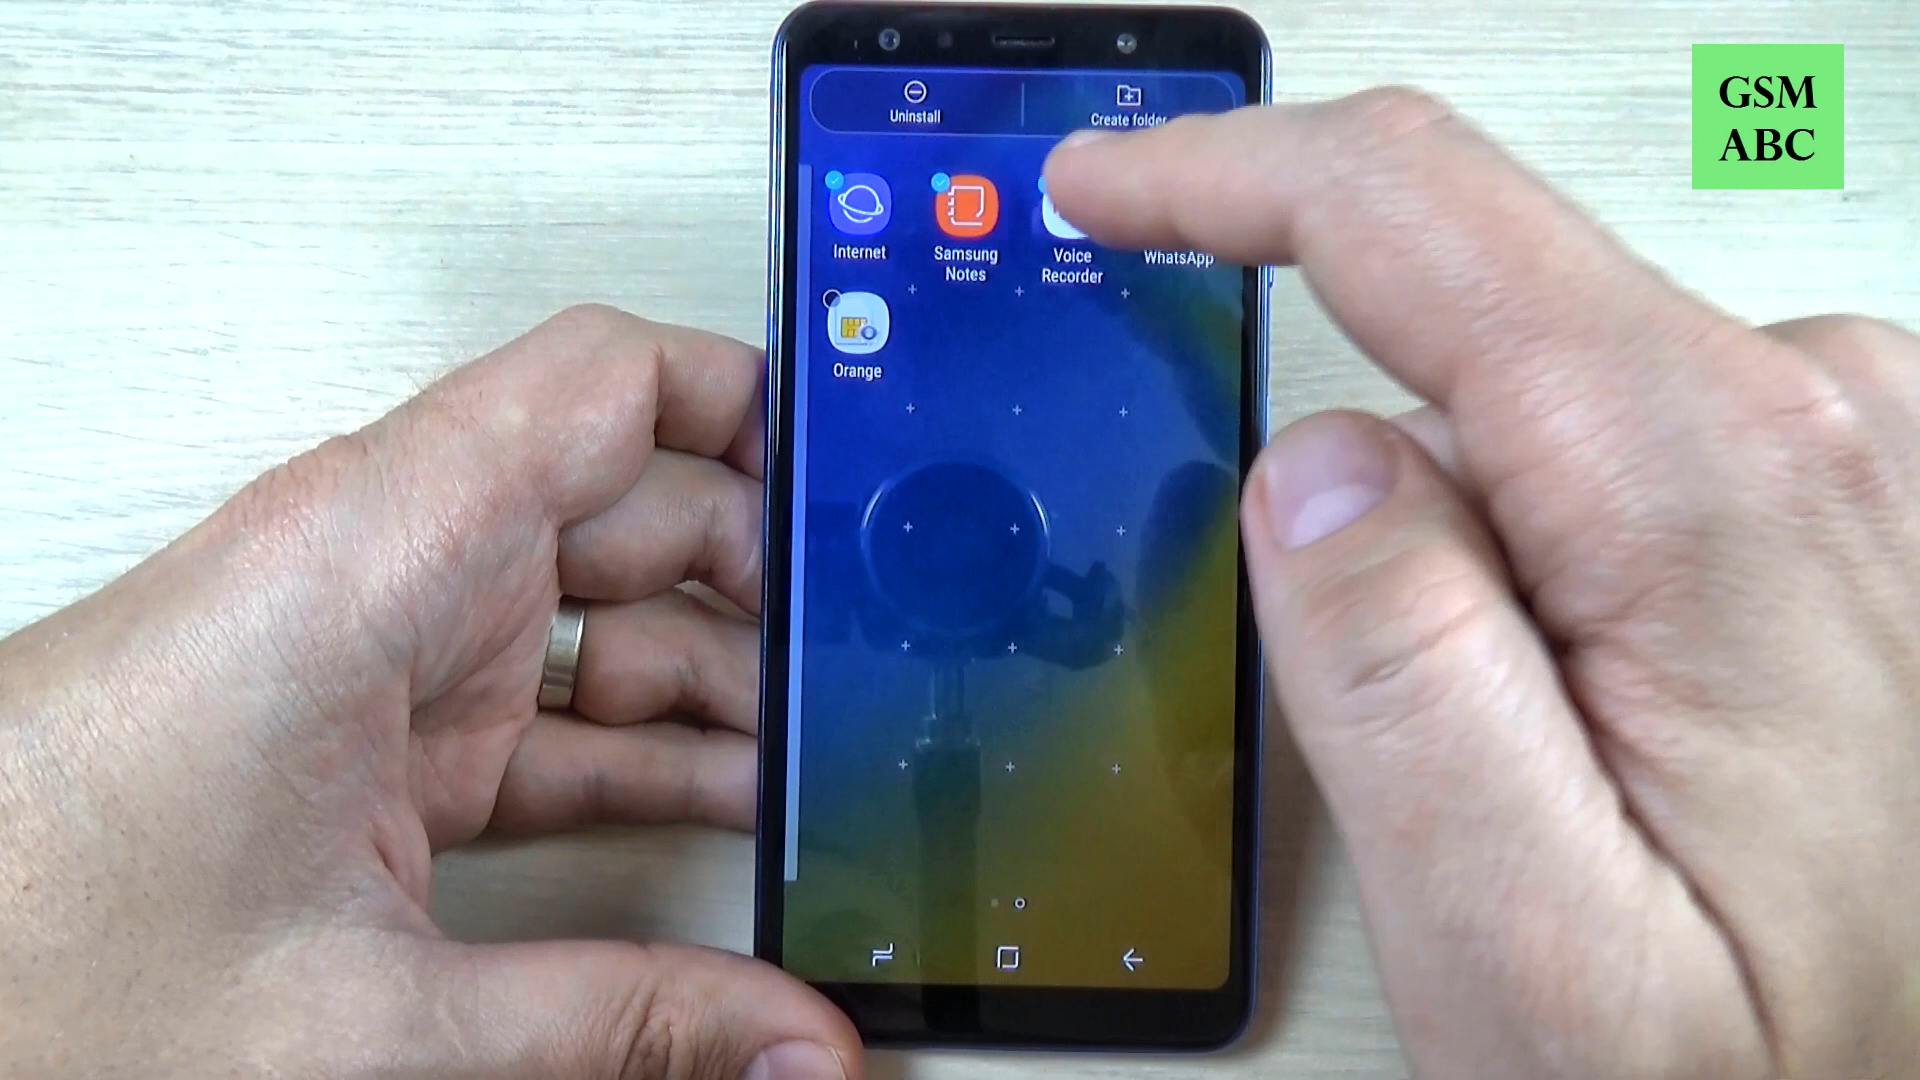 GSM
ABC
Uninstall
Create folder
Internet
Samsung
Notes
Voice
Recorder
WhatsApp
Orange